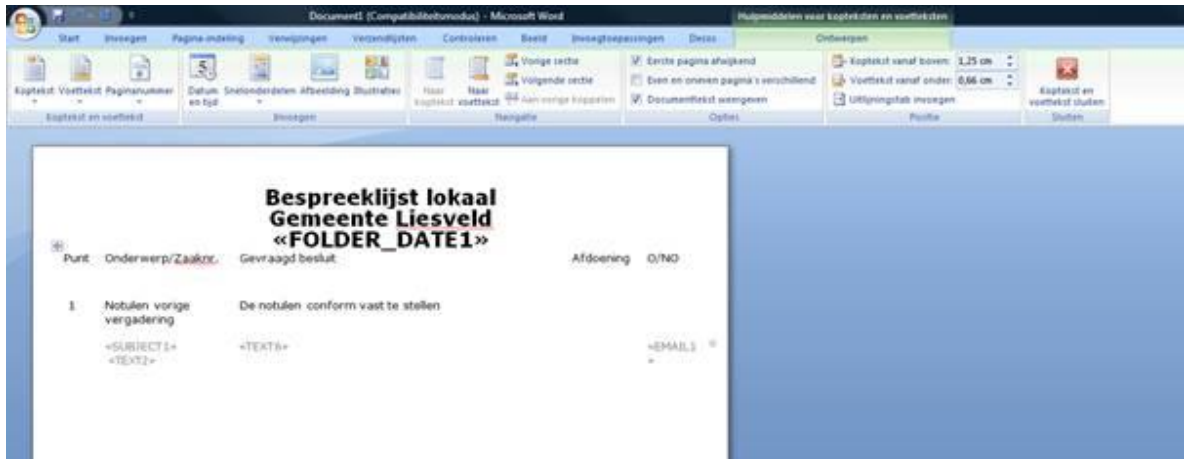 Document1 (Compatibiliteitsmodus) - Microsoft Word
Hulpmiddelen voor kopteksten en voetteksten
Start Invoegen Pagina-indeling Verwijzingen Verzendlijsten Controleren Beeld Invoegtoepassingen Decos Ontwerpen
Koptekst Voettekst Paginanummer
Datum en tijd
Snelonderdelen Afbeelding Illustraties
Naar koptekst
Naar voettekst
Vorige sectie
Volgende sectie
Aan vorige koppelen
Eerste pagina afwijkend
Even en oneven pagina's verschillend
Documenttekst weergeven
Koptekst vanaf boven: 1,25 cm
Voettekst vanaf onder: 0,66 cm
Uitlijningstab invoegen
Koptekst en voettekst sluiten
Koptekst en voettekst Invoegen Navigatie Opties Positie Sluiten
Bespreeklijst lokaal
Gemeente Liesveld
«FOLDER_DATE1»
Punt Onderwerp/Zaaknr. Gevraagd besluit Afdoening O/NO
1 Notulen vorige De notulen conform vast te stellen
vergadering
«SUBJECT1» «TEXT6» «EMAIL1
«TEXT2» »